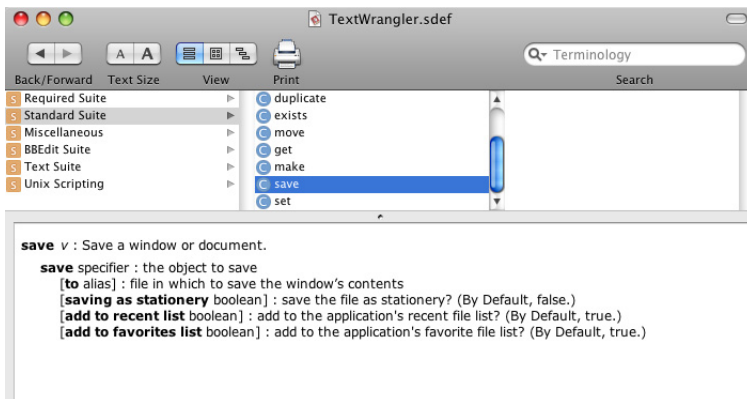 TextWrangler.sdef
A A
Terminology
Back/Forward Text Size View Print Search
S Required Suite
S Standard Suite
S Miscellaneous
S BBEdit Suite
S Text Suite
S Unix Scripting
C duplicate
C exists
C move
C get
C make
C save
C set
save v : Save a window or document.
save specifier : the object to save
[to alias] : file in which to save the window's contents
[saving as stationery boolean] : save the file as stationery? (By Default, false.)
[add to recent list boolean] : add to the application's recent file list? (By Default, true.)
[add to favorites list boolean] : add to the application's favorite file list? (By Default, true.)